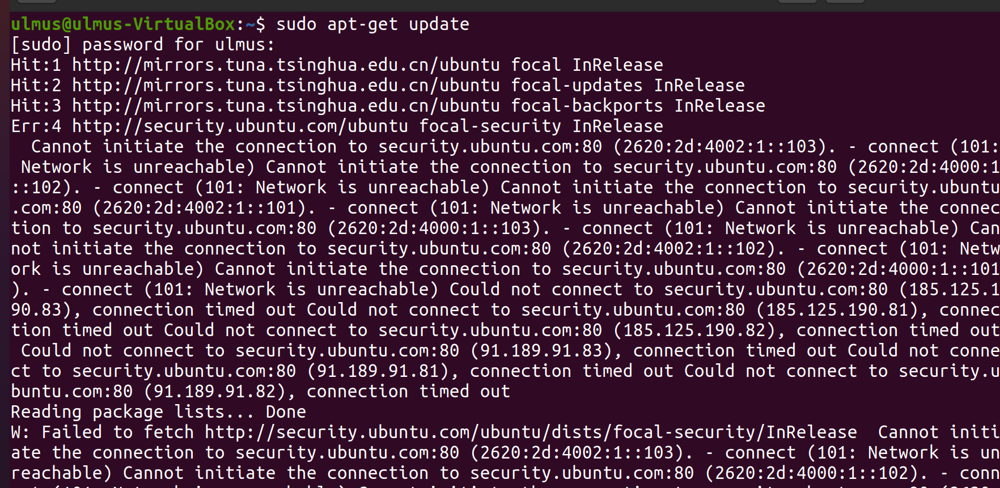 ulmus@ulmus-VirtualBox:~$ sudo apt-get update
[sudo] password for ulmus:
Hit:1 http://mirrors.tuna.tsinghua.edu.cn/ubuntu focal InRelease
Hit:2 http://mirrors.tuna.tsinghua.edu.cn/ubuntu focal-updates InRelease
Hit:3 http://mirrors.tuna.tsinghua.edu.cn/ubuntu focal-backports InRelease
Err:4 http://security.ubuntu.com/ubuntu focal-security InRelease
  Cannot initiate the connection to security.ubuntu.com:80 (2620:2d:4002:1::103). - connect (101:
 Network is unreachable) Cannot initiate the connection to security.ubuntu.com:80 (2620:2d:4000:1
::102). - connect (101: Network is unreachable) Cannot initiate the connection to security.ubuntu
.com:80 (2620:2d:4002:1::101). - connect (101: Network is unreachable) Cannot initiate the connec
tion to security.ubuntu.com:80 (2620:2d:4000:1::103). - connect (101: Network is unreachable) Can
not initiate the connection to security.ubuntu.com:80 (2620:2d:4002:1::102). - connect (101: Netw
ork is unreachable) Cannot initiate the connection to security.ubuntu.com:80 (2620:2d:4000:1::101
). - connect (101: Network is unreachable) Could not connect to security.ubuntu.com:80 (185.125.1
90.83), connection timed out Could not connect to security.ubuntu.com:80 (185.125.190.81), connec
tion timed out Could not connect to security.ubuntu.com:80 (185.125.190.82), connection timed out
 Could not connect to security.ubuntu.com:80 (91.189.91.83), connection timed out Could not conne
ct to security.ubuntu.com:80 (91.189.91.81), connection timed out Could not connect to security.u
buntu.com:80 (91.189.91.82), connection timed out
Reading package lists... Done
W: Failed to fetch http://security.ubuntu.com/ubuntu/dists/focal-security/InRelease  Cannot initi
ate the connection to security.ubuntu.com:80 (2620:2d:4002:1::103). - connect (101: Network is un
reachable) Cannot initiate the connection to security.ubuntu.com:80 (2620:2d:4000:1::102). - conn